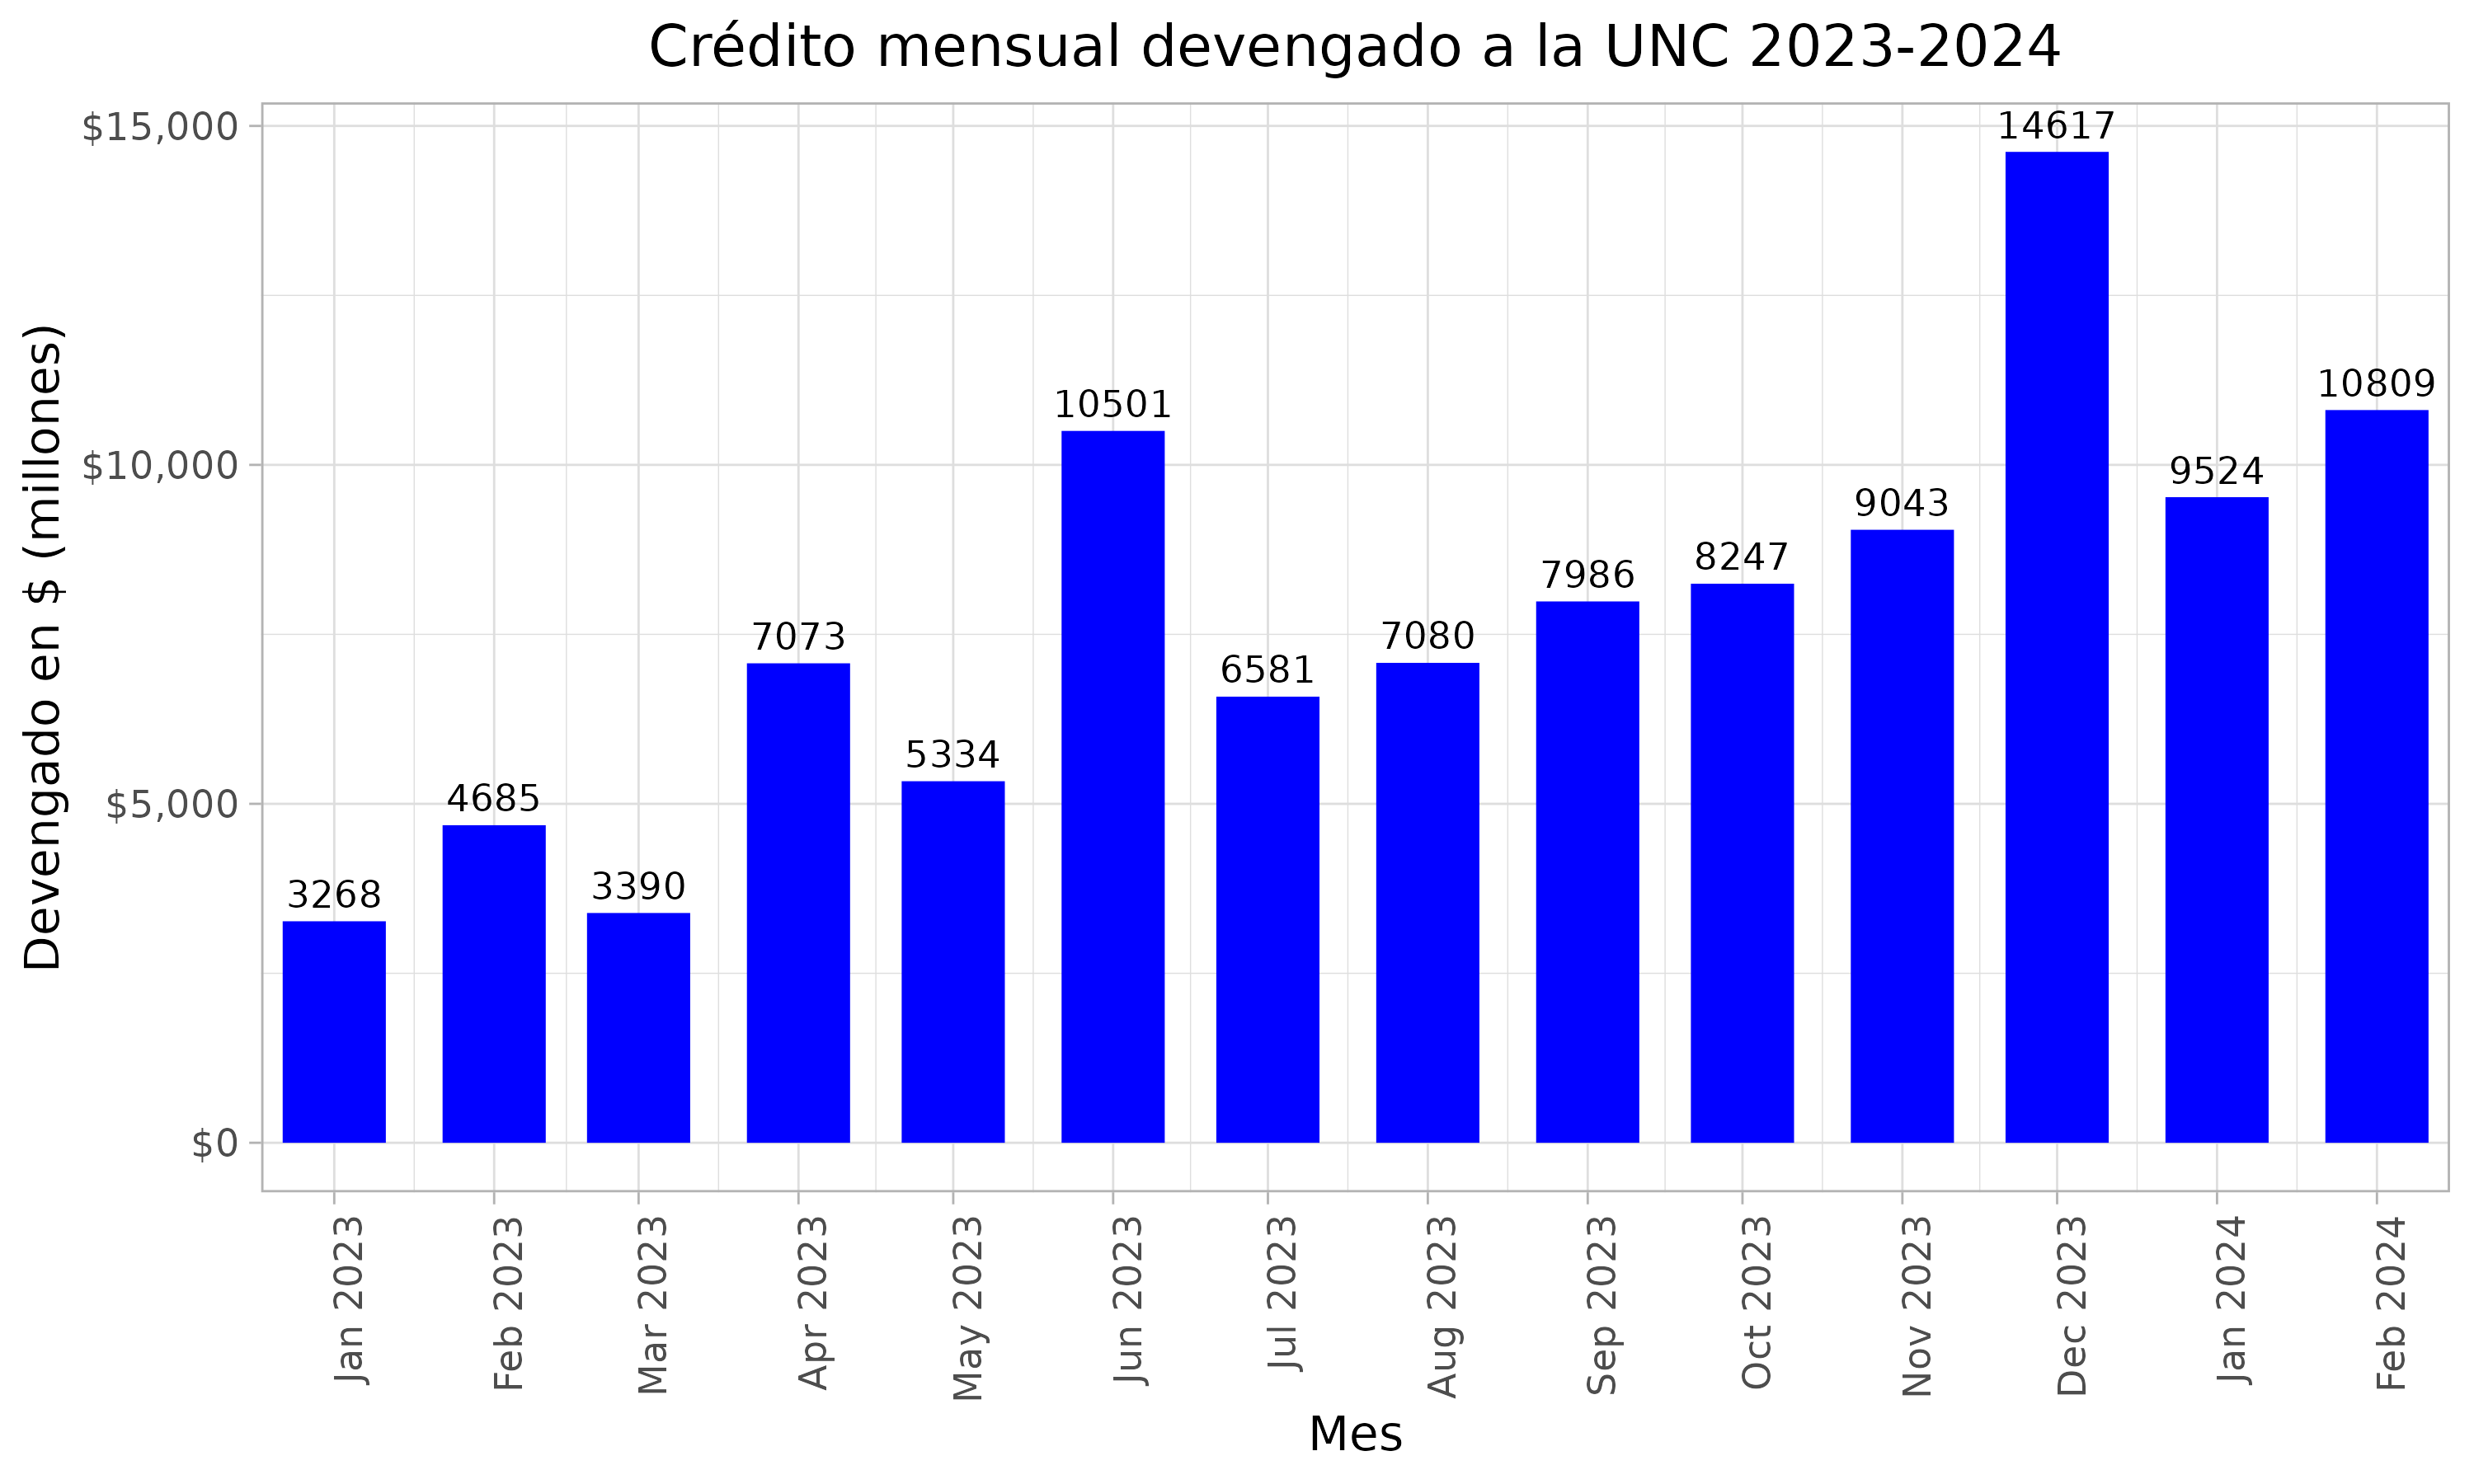 Crédito mensual devengado a la UNC 2023-2024
Devengado en $ (millones)
$15,000
$10,000
$5,000
$0
3268
4685
3390
7073
5334
10501
6581
7080
7986
8247
9043
14617
9524
10809
Jan 2023
Feb 2023
Mar 2023
Apr 2023
May 2023
Jun 2023
Jul 2023
Aug 2023
Sep 2023
Oct 2023
Nov 2023
Dec 2023
Jan 2024
Feb 2024
Mes